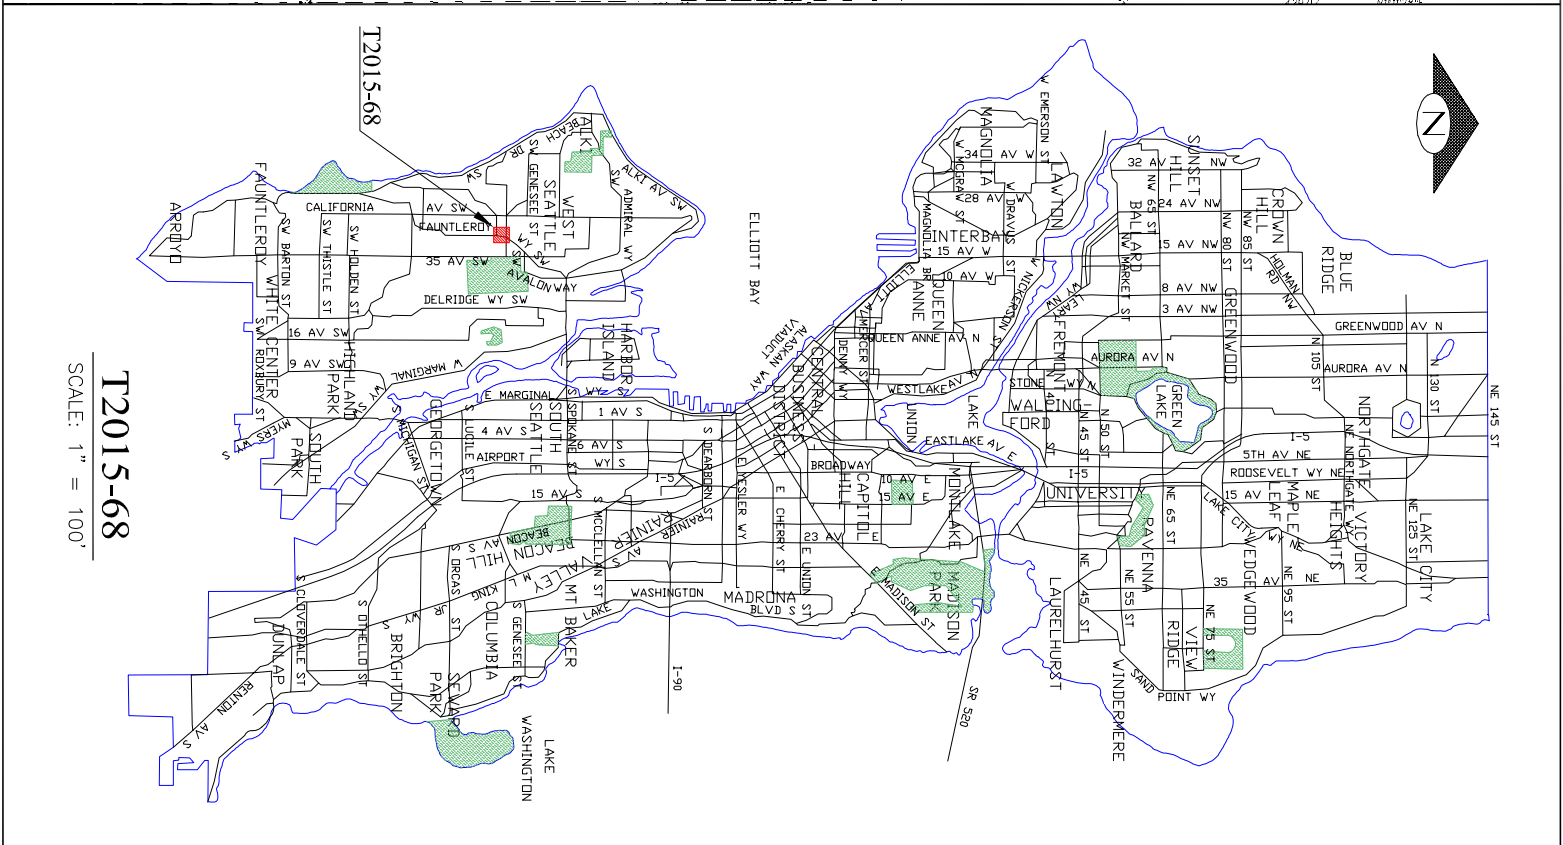 T2015-68
N
ALKI
BEACH DR SW
ALKI AV SW
SW ADMIRAL WY
SW GENESEE ST
WEST
SEATTLE
FAUNTLEROY WY SW
CALIFORNIA AV SW
35 AV SW
AVALON WAY
DELRIDGE WY SW
FAUNTLEROY
ARROYO
SW BARTON ST
SW THISTLE ST
SW HOLDEN ST
WHITE CENTER
SW ROXBURY ST
16 AV SW
9 AV SW
HIGHLAND
PARK
W MARGINAL WY S
MYERS WY S
SOUTH
PARK
HARBOR
ISLAND
E MARGINAL WY S
S MICHIGAN ST
GEORGETOWN
S LUCILE ST
SOUTH
SEATTLE
S SPOKANE ST
1 AV S
4 AV S
6 AV S
AIRPORT WY S
I-5
15 AV S
S MCCLELLAN ST
BEACON AV S
BEACON
HILL
RAINIER AV S
RAINIER
VALLEY
M L KING JR WY S
S ORCAS ST
COLUMBIA
S GENESEE ST
MT BAKER
S CLOVERDALE ST
S OTHELLO ST
DUNLAP
BRIGHTON
SEWARD
PARK
RENTON AV S
LAKE
WASHINGTON
I-90
LAKE WASHINGTON BLVD S
MADRONA
ELLIOTT BAY
ALASKAN WAY
VIADUCT
CENTRAL
BUSINESS
DISTRICT
S DEARBORN ST
E YESLER WY
E CHERRY ST
E UNION ST
E MADISON ST
23 AV E
BROADWAY
CAPITOL
HILL
10 AV E
15 AV E
MONTLAKE
MADISON
PARK
SR 520
DENNY WY
MERCER ST
ELLIOTT AV
QUEEN
ANNE
QUEEN ANNE AV N
WESTLAKE AV N
LAKE
UNION
EASTLAKE AV E
MAGNOLIA
W EMERSON ST
34 AV W
W MCGRAW ST
28 AV W
W DRAVUS ST
LAWTON
MAGNOLIA BR
INTERBAY
15 AV W
10 AV W
W NICKERSON ST
SUNSET
HILL
32 AV NW
24 AV NW
NW 65 ST
BALLARD
NW MARKET ST
15 AV NW
NW 80 ST
NW 85 ST
CROWN
HILL
HOLMAN RD NW
BLUE
RIDGE
8 AV NW
3 AV NW
LEARY WY NW
FREMONT
GREENWOOD
GREENWOOD AV N
N 105 ST
AURORA AV N
AURORA AV N
N 130 ST
NE 145 ST
STONE WY N
GREEN
LAKE
WALLING-
FORD
N 45 ST
N 50 ST
I-5
I-5
5TH AV NE
ROOSEVELT WY NE
15 AV NE
NORTHGATE
NE NORTHGATE WY
MAPLE
LEAF
VICTORY
HEIGHTS
LAKE CITY
NE 125 ST
LAKE CITY WY NE
UNIVERSITY
RAVENNA
NE 65 ST
WEDGEWOOD
35 AV NE
NE 95 ST
NE 45 ST
NE 55 ST
NE 75 ST
VIEW
RIDGE
LAURELHURST
WINDERMERE
SAND POINT WY
T2015-68
SCALE: 1" = 100'